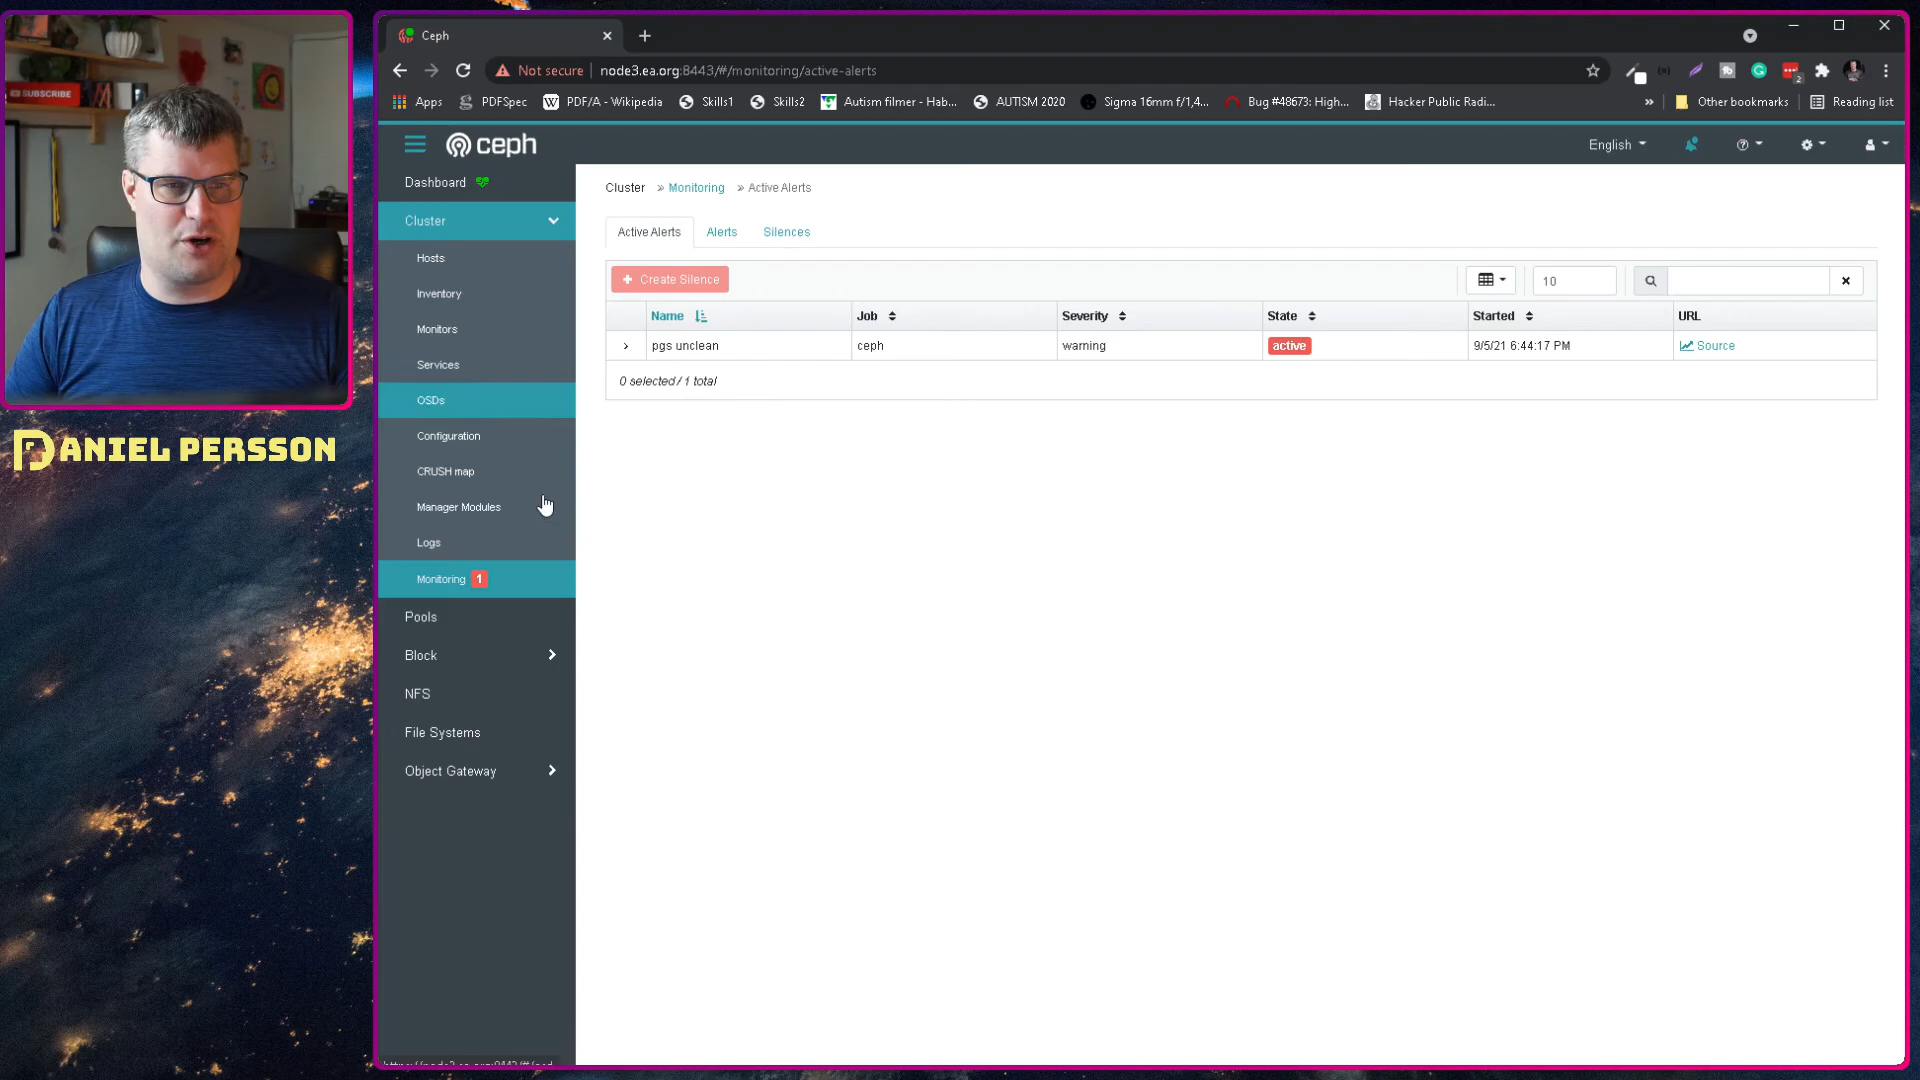 SUBSCRIBE
DANIEL PERSSON
Ceph
Not secure node3.ea.org:8443/#/monitoring/active-alerts
2
Apps PDFSpec PDF/A - Wikipedia Skills1 Skills2 Autism filmer - Hab... AUTISM 2020 Sigma 16mm f/1,4... Bug #48673: High... Hacker Public Radi... » Other bookmarks Reading list
ceph English
Dashboard
Cluster
Hosts
Inventory
Monitors
Services
OSDs
Configuration
CRUSH map
Manager Modules
Logs
Monitoring 1
Pools
Block
NFS
File Systems
Object Gateway
Cluster » Monitoring » Active Alerts
Active Alerts Alerts Silences
+ Create Silence 10
Name Job Severity State Started URL
pgs unclean ceph warning active 9/5/21 6:44:17 PM Source
0 selected / 1 total